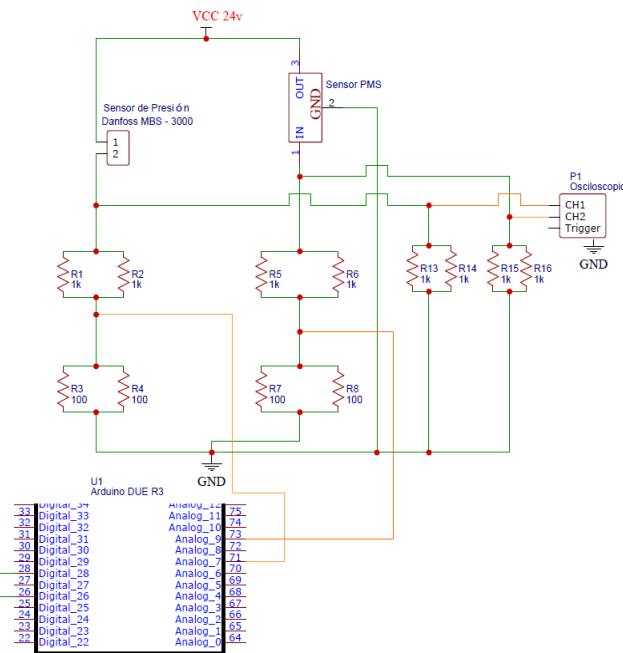 VCC 24v
3
OUT
GND
2
Sensor PMS
IN
1
Sensor de Presión
Danfoss MBS - 3000
1
2
P1
Osciloscopio
CH1
CH2
Trigger
GND
R1
1k
R2
1k
R5
1k
R6
1k
R13
1k
R14
1k
R15
1k
R16
1k
R3
100
R4
100
R7
100
R8
100
GND
U1
Arduino DUE R3
Digital_34 Analog_12
33 Digital_33 Analog_11 75
32 Digital_32 Analog_10 74
31 Digital_31 Analog_9 73
30 Digital_30 Analog_8 72
29 Digital_29 Analog_7 71
28 Digital_28 Analog_6 70
27 Digital_26 Analog_4 69
26 Digital_25 Analog_3 68
25 Digital_24 Analog_2 67
24 Digital_23 Analog_1 66
23 Digital_22 Analog_0 65
22 64